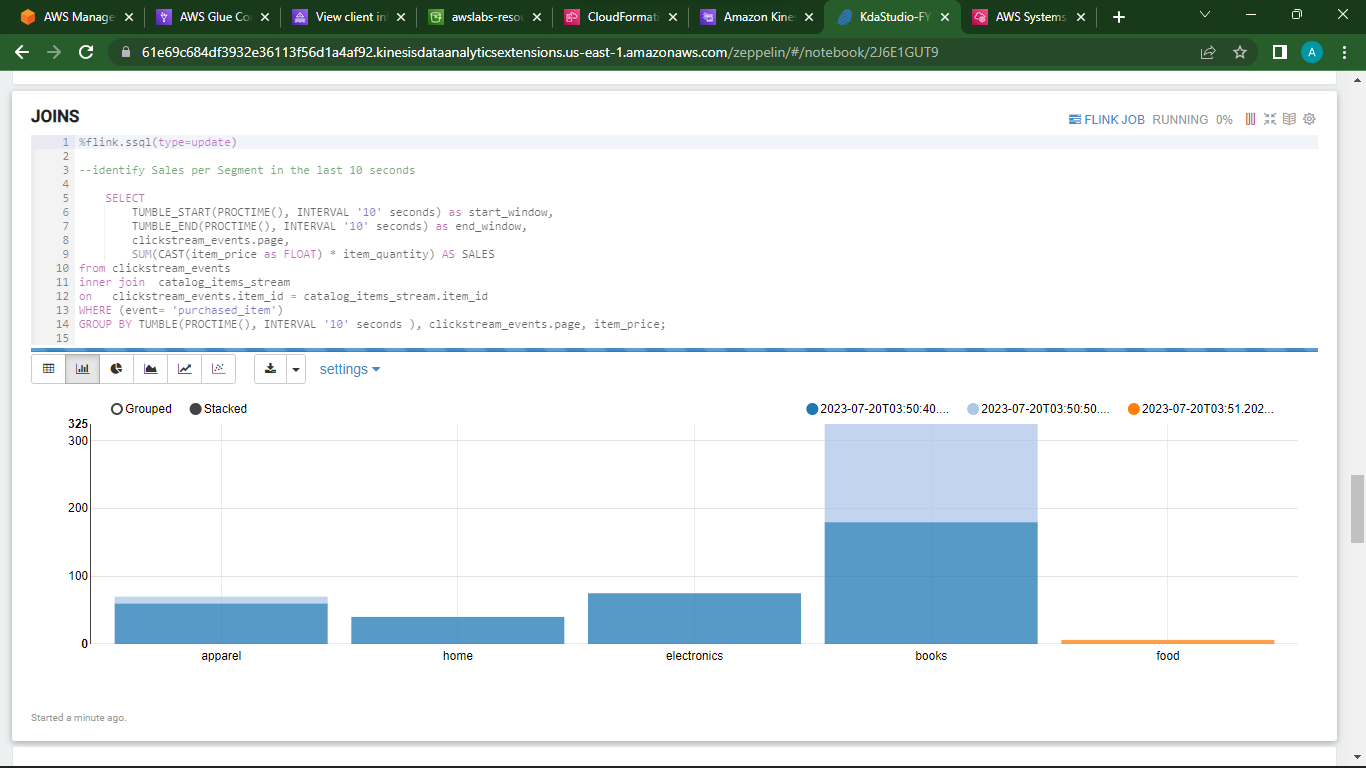 AWS Manage
AWS Glue Co
View client in
awslabs-resou
CloudFormati
Amazon Kine
KdaStudio-FY
AWS Systems
61e69c684df3932e36113f56d1a4af92.kinesisdataanalyticsextensions.us-east-1.amazonaws.com/zeppelin/#/notebook/2J6E1GUT9
A
JOINS
FLINK JOB RUNNING 0%
1 %flink.ssql(type=update)
2
3 --identify Sales per Segment in the last 10 seconds
4
5 SELECT
6 TUMBLE_START(PROCTIME(), INTERVAL '10' seconds) as start_window,
7 TUMBLE_END(PROCTIME(), INTERVAL '10' seconds) as end_window,
8 clickstream_events.page,
9 SUM(CAST(item_price as FLOAT) * item_quantity) AS SALES
10 from clickstream_events
11 inner join  catalog_items_stream
12 on   clickstream_events.item_id = catalog_items_stream.item_id
13 WHERE (event= 'purchased_item')
14 GROUP BY TUMBLE(PROCTIME(), INTERVAL '10' seconds ), clickstream_events.page, item_price;
15
settings
Grouped Stacked
2023-07-20T03:50:40.... 2023-07-20T03:50:50.... 2023-07-20T03:51.202...
325
300
200
100
0
apparel home electronics books food
Started a minute ago.